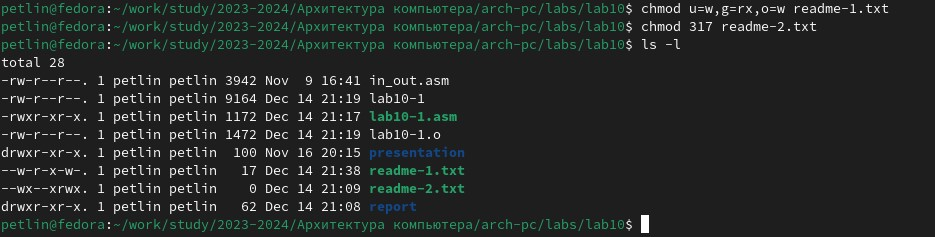 petlin@fedora:~/work/study/2023-2024/Архитектура компьютера/arch-pc/labs/lab10$ chmod u=w,g=rx,o=w readme-1.txt
petlin@fedora:~/work/study/2023-2024/Архитектура компьютера/arch-pc/labs/lab10$ chmod 317 readme-2.txt
petlin@fedora:~/work/study/2023-2024/Архитектура компьютера/arch-pc/labs/lab10$ ls -l
total 28
-rw-r--r--. 1 petlin petlin 3942 Nov  9 16:41 in_out.asm
-rw-r--r--. 1 petlin petlin 9164 Dec 14 21:19 lab10-1
-rwxr-xr-x. 1 petlin petlin 1172 Dec 14 21:17 lab10-1.asm
-rw-r--r--. 1 petlin petlin 1472 Dec 14 21:19 lab10-1.o
drwxr-xr-x. 1 petlin petlin  100 Nov 16 20:15 presentation
--w-r-x-w-. 1 petlin petlin   17 Dec 14 21:38 readme-1.txt
--wx--xrwx. 1 petlin petlin    0 Dec 14 21:09 readme-2.txt
drwxr-xr-x. 1 petlin petlin   62 Dec 14 21:08 report
petlin@fedora:~/work/study/2023-2024/Архитектура компьютера/arch-pc/labs/lab10$